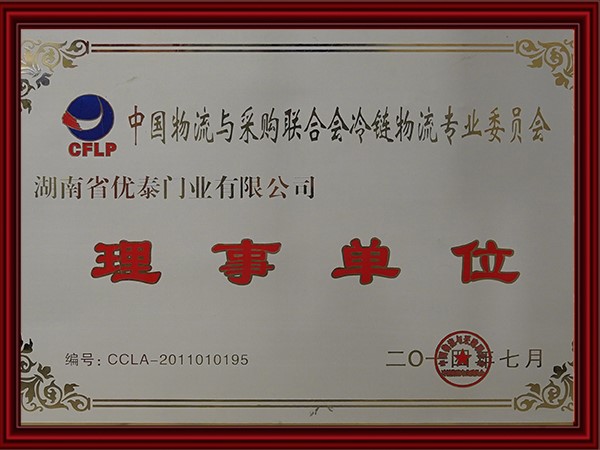 CFLP
中国物流与采购联合会冷链物流专业委员会
湖南省优泰门业有限公司
理事单位
编号: CCLA-2011010195
二〇一四年七月